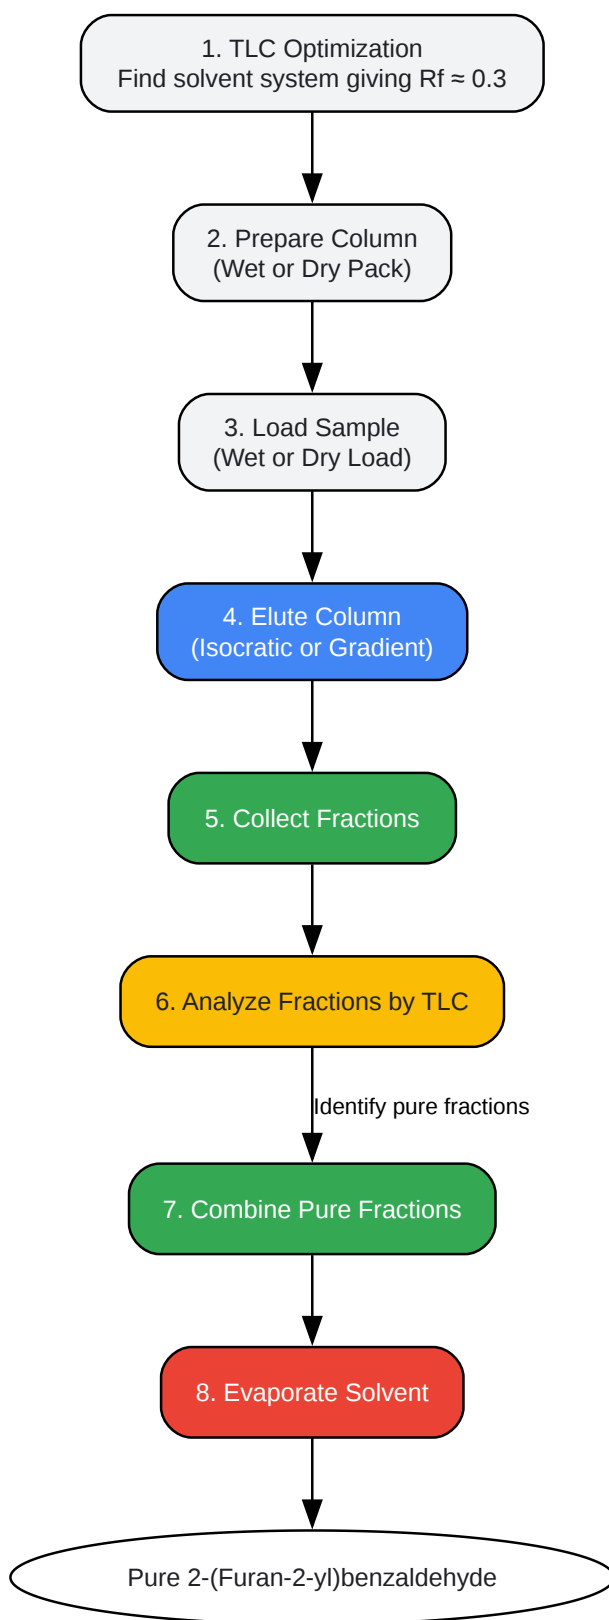 1. TLC Optimization
Find solvent system giving Rf ≈ 0.3
2. Prepare Column
(Wet or Dry Pack)
3. Load Sample
(Wet or Dry Load)
4. Elute Column
(Isocratic or Gradient)
5. Collect Fractions
6. Analyze Fractions by TLC
Identify pure fractions
7. Combine Pure Fractions
8. Evaporate Solvent
Pure 2-(Furan-2-yl)benzaldehyde